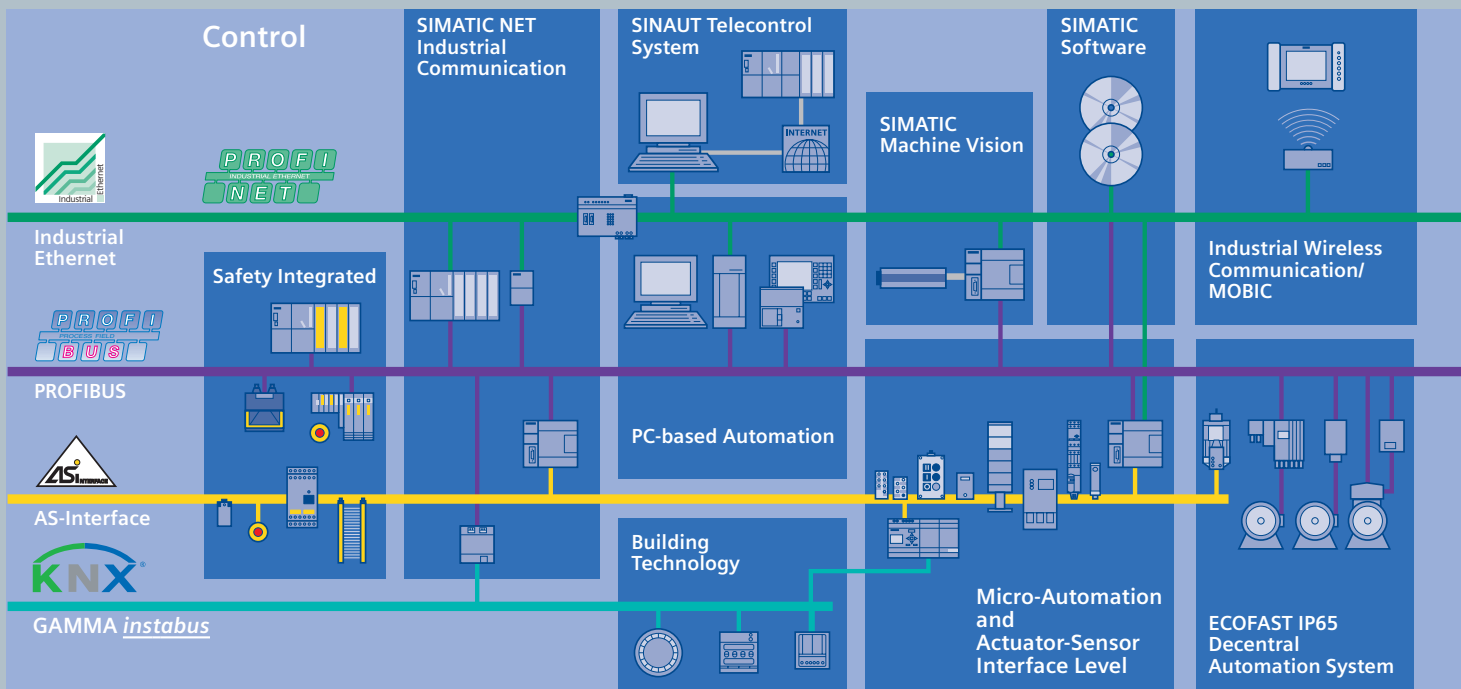 Control
SIMATIC NET
Industrial
Communication
SINAUT Telecontrol
System
INTERNET
SIMATIC
Machine Vision
SIMATIC
Software
Industrial
Ethernet
PROFI
INDUSTRIAL ETHERNET
NET
Industrial
Ethernet
Safety Integrated
Industrial Wireless
Communication/
MOBIC
PROFI
PROCESS FIELD
BUS
PROFIBUS
PC-based Automation
ASi
INTERFACE
AS-Interface
Building
Technology
KNX®
GAMMA instabus
Micro-Automation
and
Actuator-Sensor
Interface Level
ECOFAST IP65
Decentral
Automation System